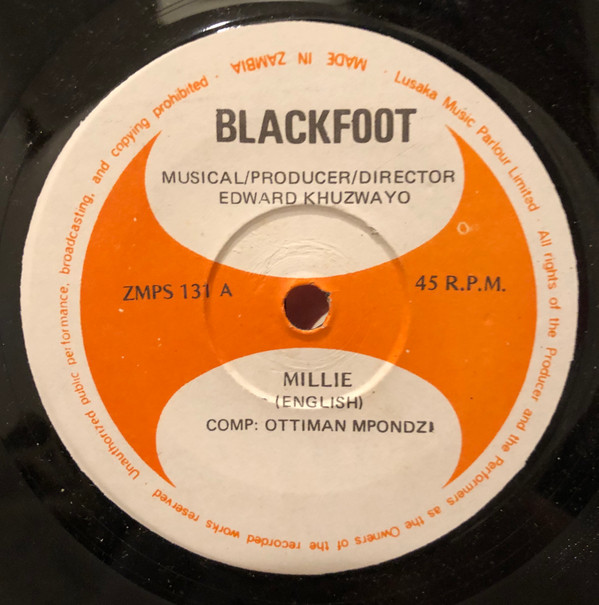 BLACKFOOT
MUSICAL/PRODUCER/DIRECTOR
EDWARD KHUZWAYO
ZMPS 131 A
45 R.P.M.
MILLIE
(ENGLISH)
COMP: OTTIMAN MPONDZI
Lusaka Music Parlour Limited · All rights of the Producer and the Performers as the Owners of the recorded works reserved
Unauthorized public performance, broadcasting, and copying prohibited ·
MADE IN ZAMBIA ·